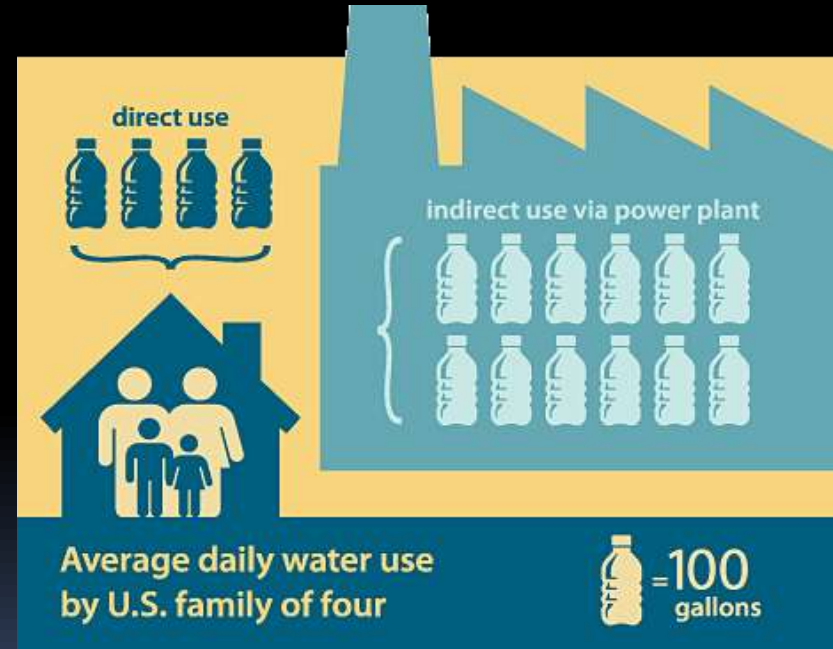 direct use
indirect use via power plant
Average daily water use
by U.S. family of four
=100
gallons